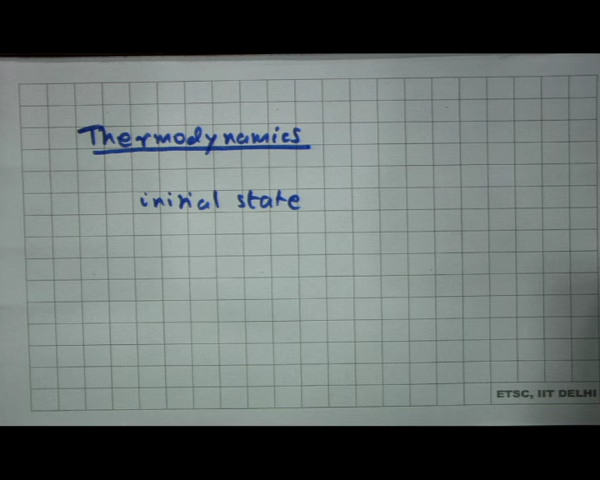 Thermodynamics
initial state
ETSC, IIT DELHI